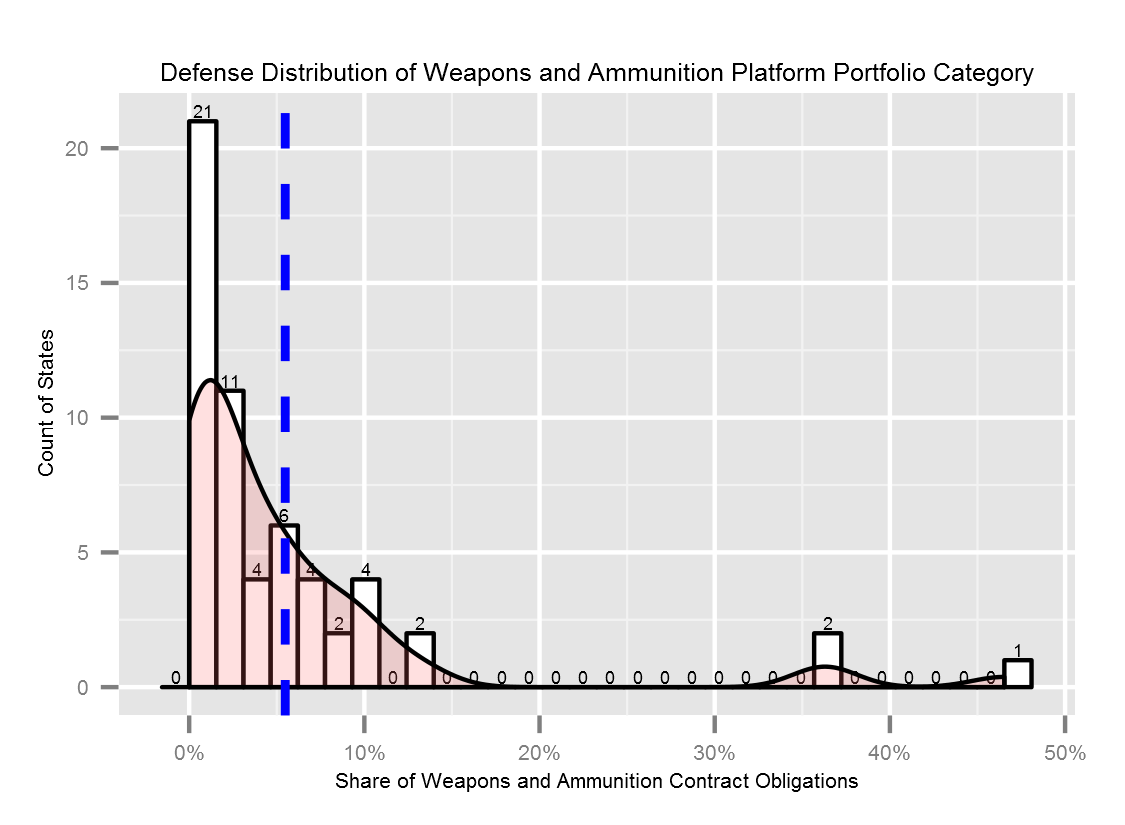 Defense Distribution of Weapons and Ammunition Platform Portfolio Category
21
20
15
11
10
6
5
4 4 4
2 2 2
1
0 0 0 0 0 0 0 0 0 0 0 0 0 0 0 0 0 0 0 0 0 0
0
Count of States
0% 10% 20% 30% 40% 50%
Share of Weapons and Ammunition Contract Obligations